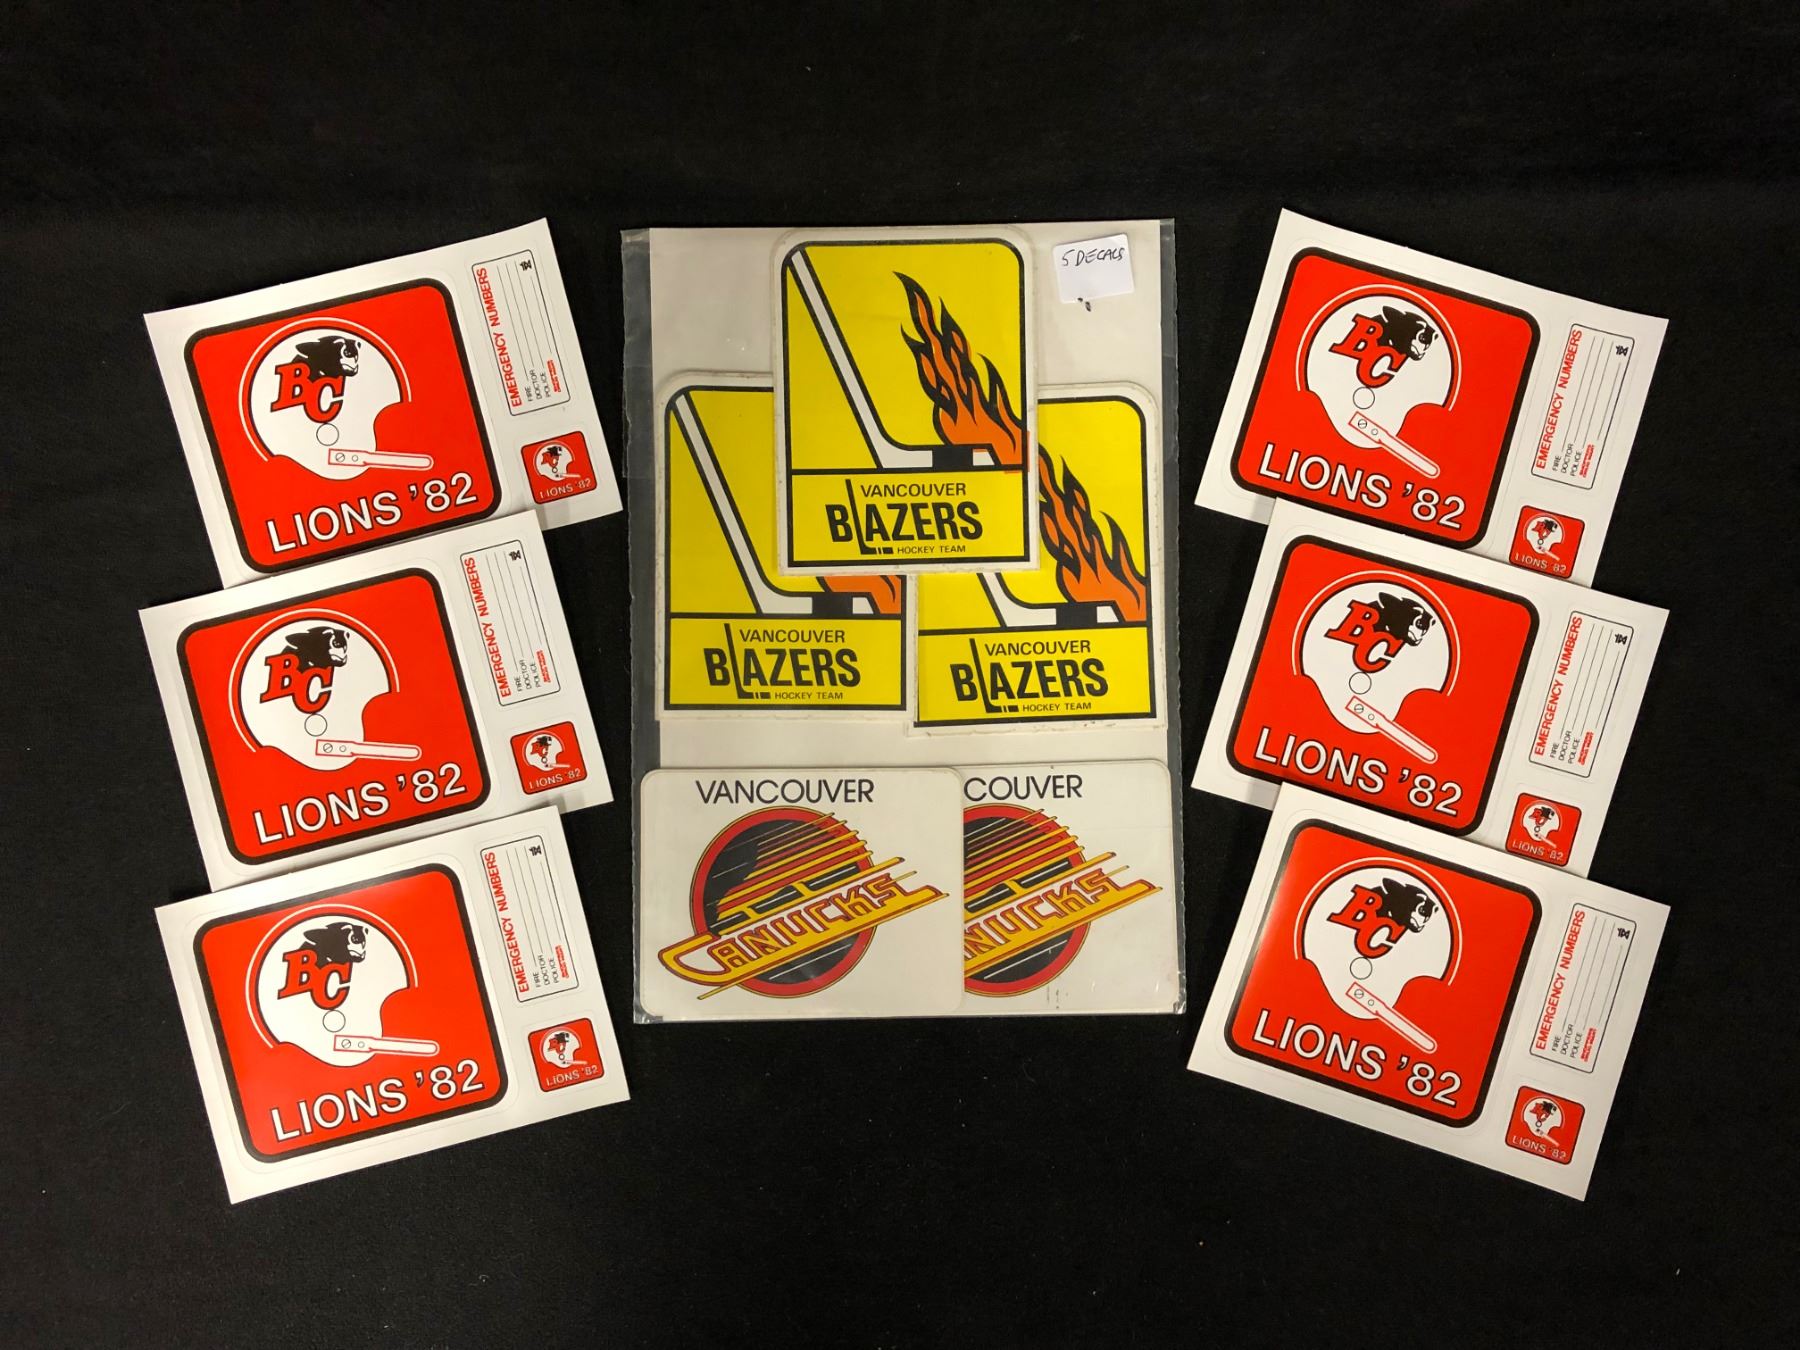 BC
LIONS '82
EMERGENCY NUMBERS
FIRE
DOCTOR
POLICE
LIONS '82
BC
LIONS '82
EMERGENCY NUMBERS
FIRE
DOCTOR
POLICE
LIONS '82
BC
LIONS '82
EMERGENCY NUMBERS
FIRE
DOCTOR
POLICE
LIONS '82
5 DECALS
VANCOUVER
BLAZERS
HOCKEY TEAM
VANCOUVER
BLAZERS
HOCKEY TEAM
VANCOUVER
BLAZERS
HOCKEY TEAM
VANCOUVER
CANUCKS
COUVER
NUCKS
BC
LIONS '82
EMERGENCY NUMBERS
FIRE
DOCTOR
POLICE
LIONS '82
BC
LIONS '82
EMERGENCY NUMBERS
FIRE
DOCTOR
POLICE
LIONS '82
BC
LIONS '82
EMERGENCY NUMBERS
FIRE
DOCTOR
POLICE
LIONS '82